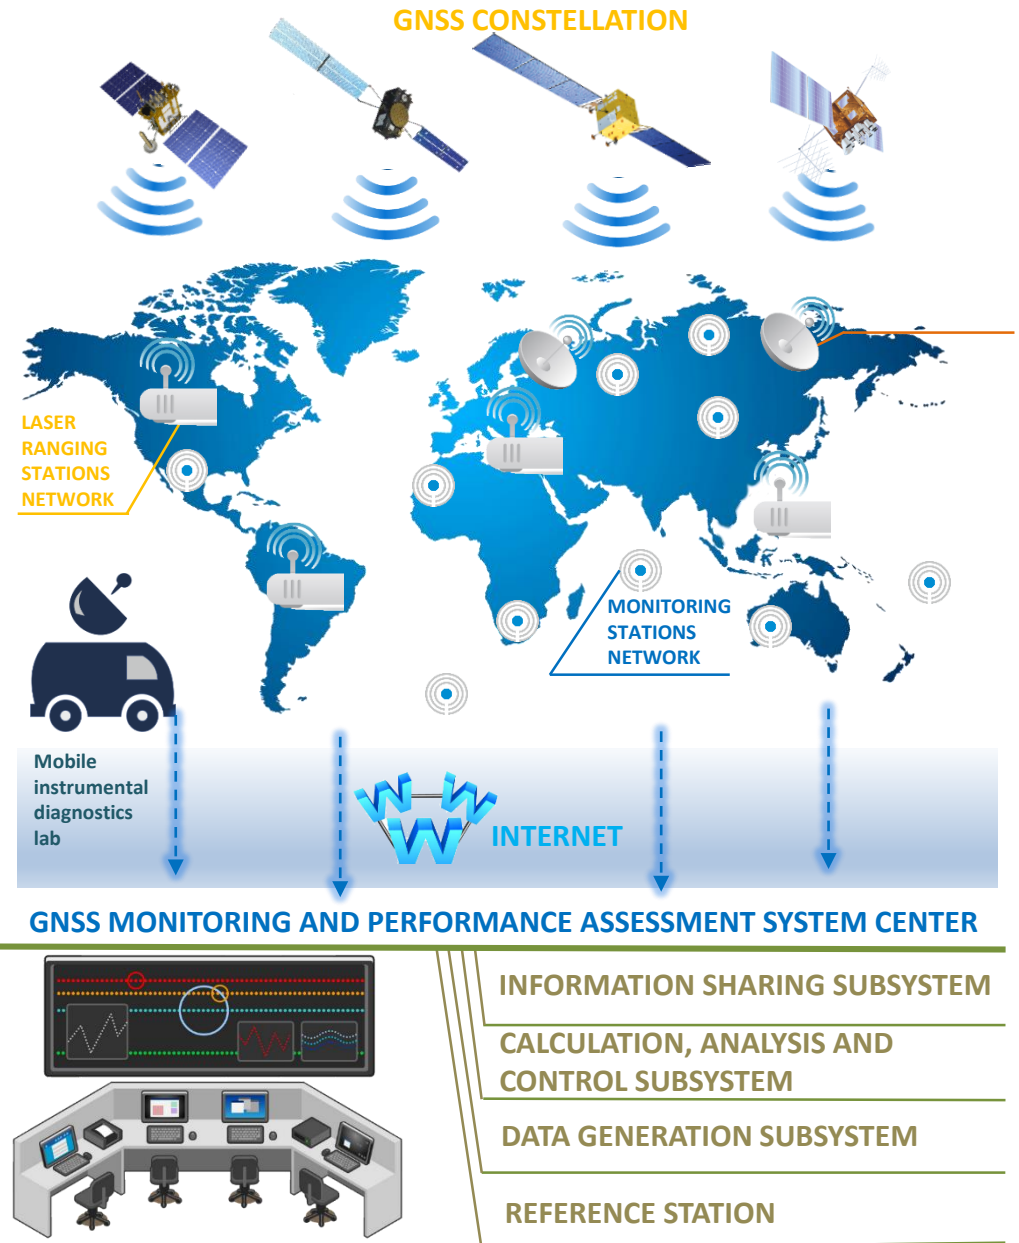 GNSS CONSTELLATION
LASER
RANGING
STATIONS
NETWORK
MONITORING
STATIONS
NETWORK
Mobile
instrumental
diagnostics
lab
WWW
INTERNET
GNSS MONITORING AND PERFORMANCE ASSESSMENT SYSTEM CENTER
INFORMATION SHARING SUBSYSTEM
CALCULATION, ANALYSIS AND
CONTROL SUBSYSTEM
DATA GENERATION SUBSYSTEM
REFERENCE STATION